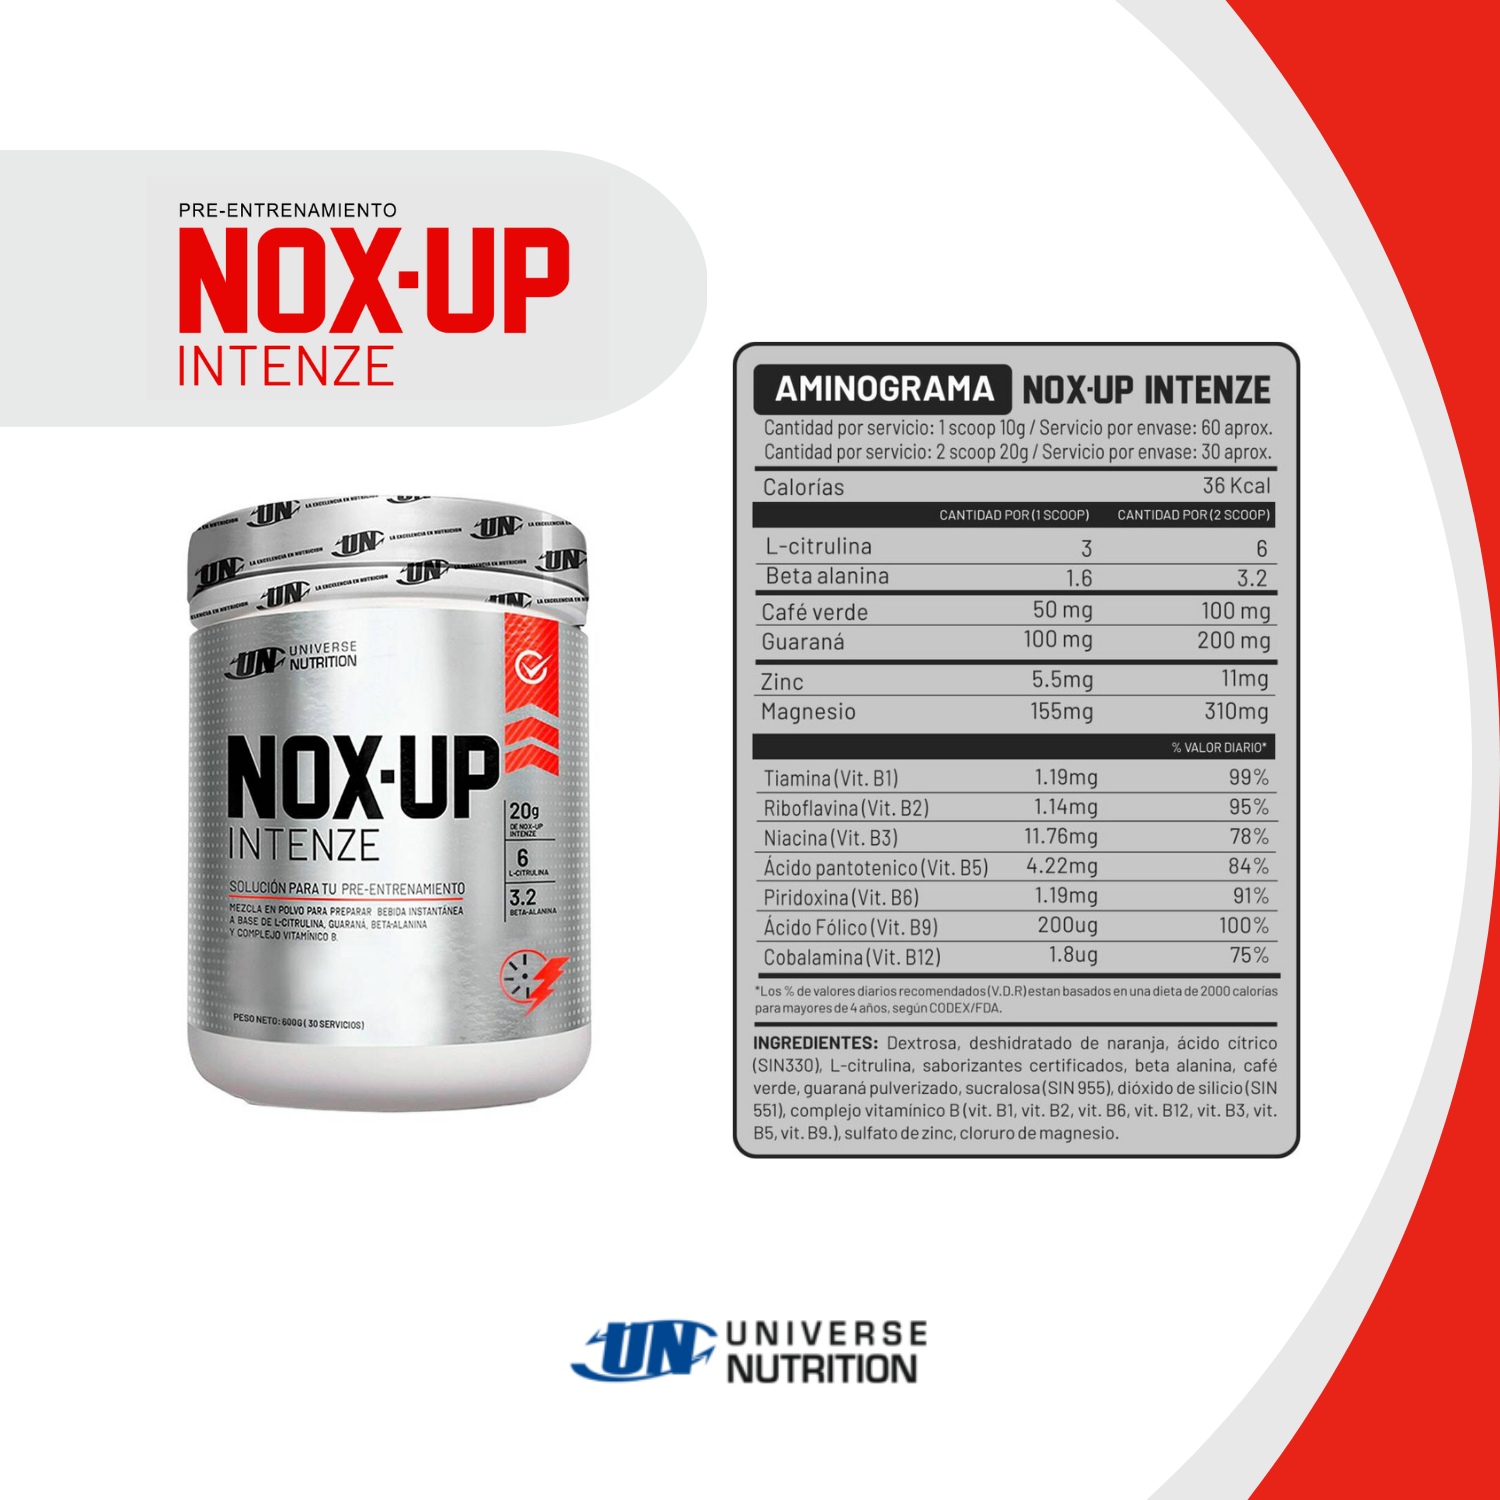 PRE-ENTRENAMIENTO
NOX-UP
INTENZE
UN UNIVERSE
NUTRITION
NOX-UP
INTENZE
SOLUCIÓN PARA TU PRE-ENTRENAMIENTO
MEZCLA EN POLVO PARA PREPARAR BEBIDA INSTANTÁNEA
A BASE DE L-CITRULINA, GUARANÁ, BETA-ALANINA
Y COMPLEJO VITAMÍNICO B.
20g
DE NOX-UP
INTENZE
6
L-CITRULINA
3.2
BETA-ALANINA
PESO NETO: 600G ( 30 SERVICIOS)
AMINOGRAMA NOX-UP INTENZE
Cantidad por servicio: 1 scoop 10g / Servicio por envase: 60 aprox.
Cantidad por servicio: 2 scoop 20g / Servicio por envase: 30 aprox.
Calorías 36 Kcal
CANTIDAD POR (1 SCOOP) CANTIDAD POR (2 SCOOP)
L-citrulina 3 6
Beta alanina 1.6 3.2
Café verde 50 mg 100 mg
Guaraná 100 mg 200 mg
Zinc 5.5mg 11mg
Magnesio 155mg 310mg
% VALOR DIARIO*
Tiamina (Vit. B1) 1.19mg 99%
Riboflavina (Vit. B2) 1.14mg 95%
Niacina (Vit. B3) 11.76mg 78%
Ácido pantotenico (Vit. B5) 4.22mg 84%
Piridoxina (Vit. B6) 1.19mg 91%
Ácido Fólico (Vit. B9) 200ug 100%
Cobalamina (Vit. B12) 1.8ug 75%
*Los % de valores diarios recomendados (V.D.R) estan basados en una dieta de 2000 calorías
para mayores de 4 años, según CODEX/FDA.
INGREDIENTES: Dextrosa, deshidratado de naranja, ácido cítrico
(SIN330), L-citrulina, saborizantes certificados, beta alanina, café
verde, guaraná pulverizado, sucralosa (SIN 955), dióxido de silicio (SIN
551), complejo vitamínico B (vit. B1, vit. B2, vit. B6, vit. B12, vit. B3, vit.
B5, vit. B9.), sulfato de zinc, cloruro de magnesio.
UN UNIVERSE
NUTRITION